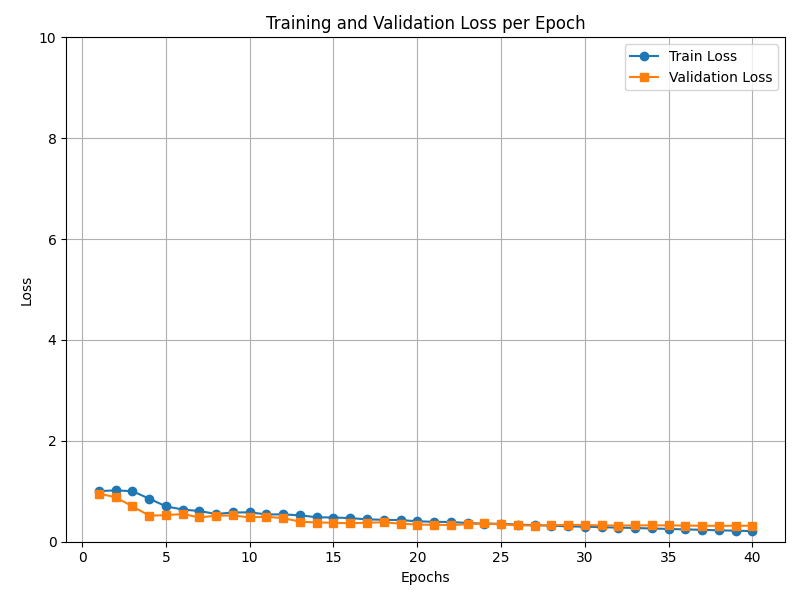 Training and Validation Loss per Epoch
Train Loss
Validation Loss
Loss
10
8
6
4
2
0
0 5 10 15 20 25 30 35 40
Epochs